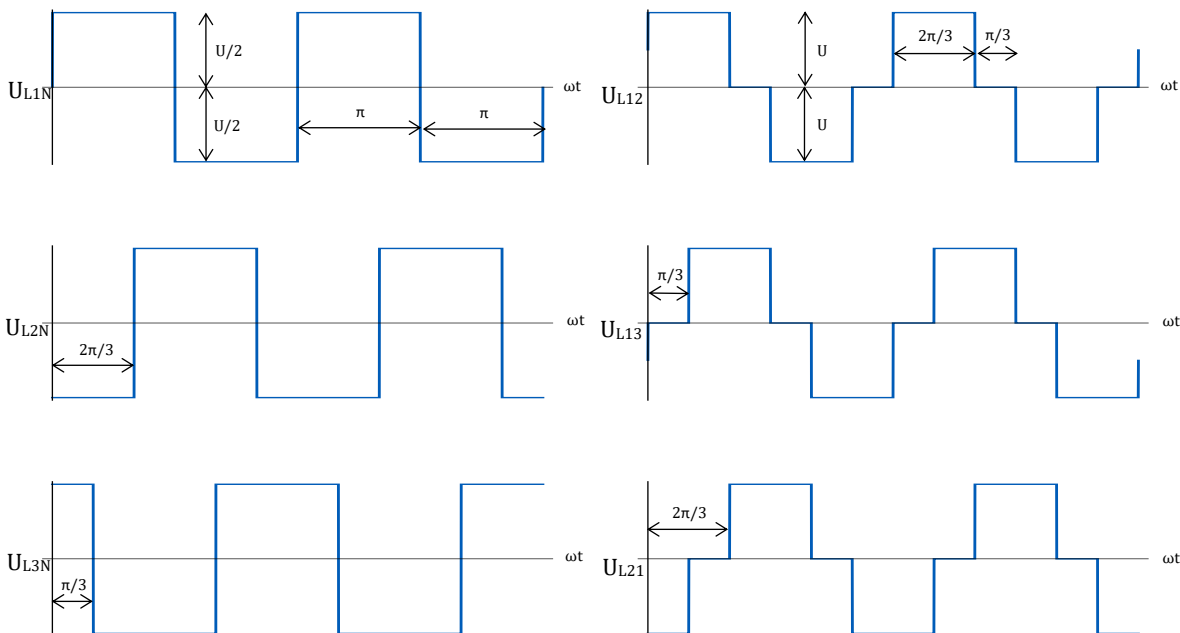 U/2
U_L1N
ωt
U/2
π
π
U
2π/3
π/3
U_L12
ωt
U
U_L2N
ωt
2π/3
π/3
U_L13
ωt
U_L3N
ωt
π/3
2π/3
U_L21
ωt